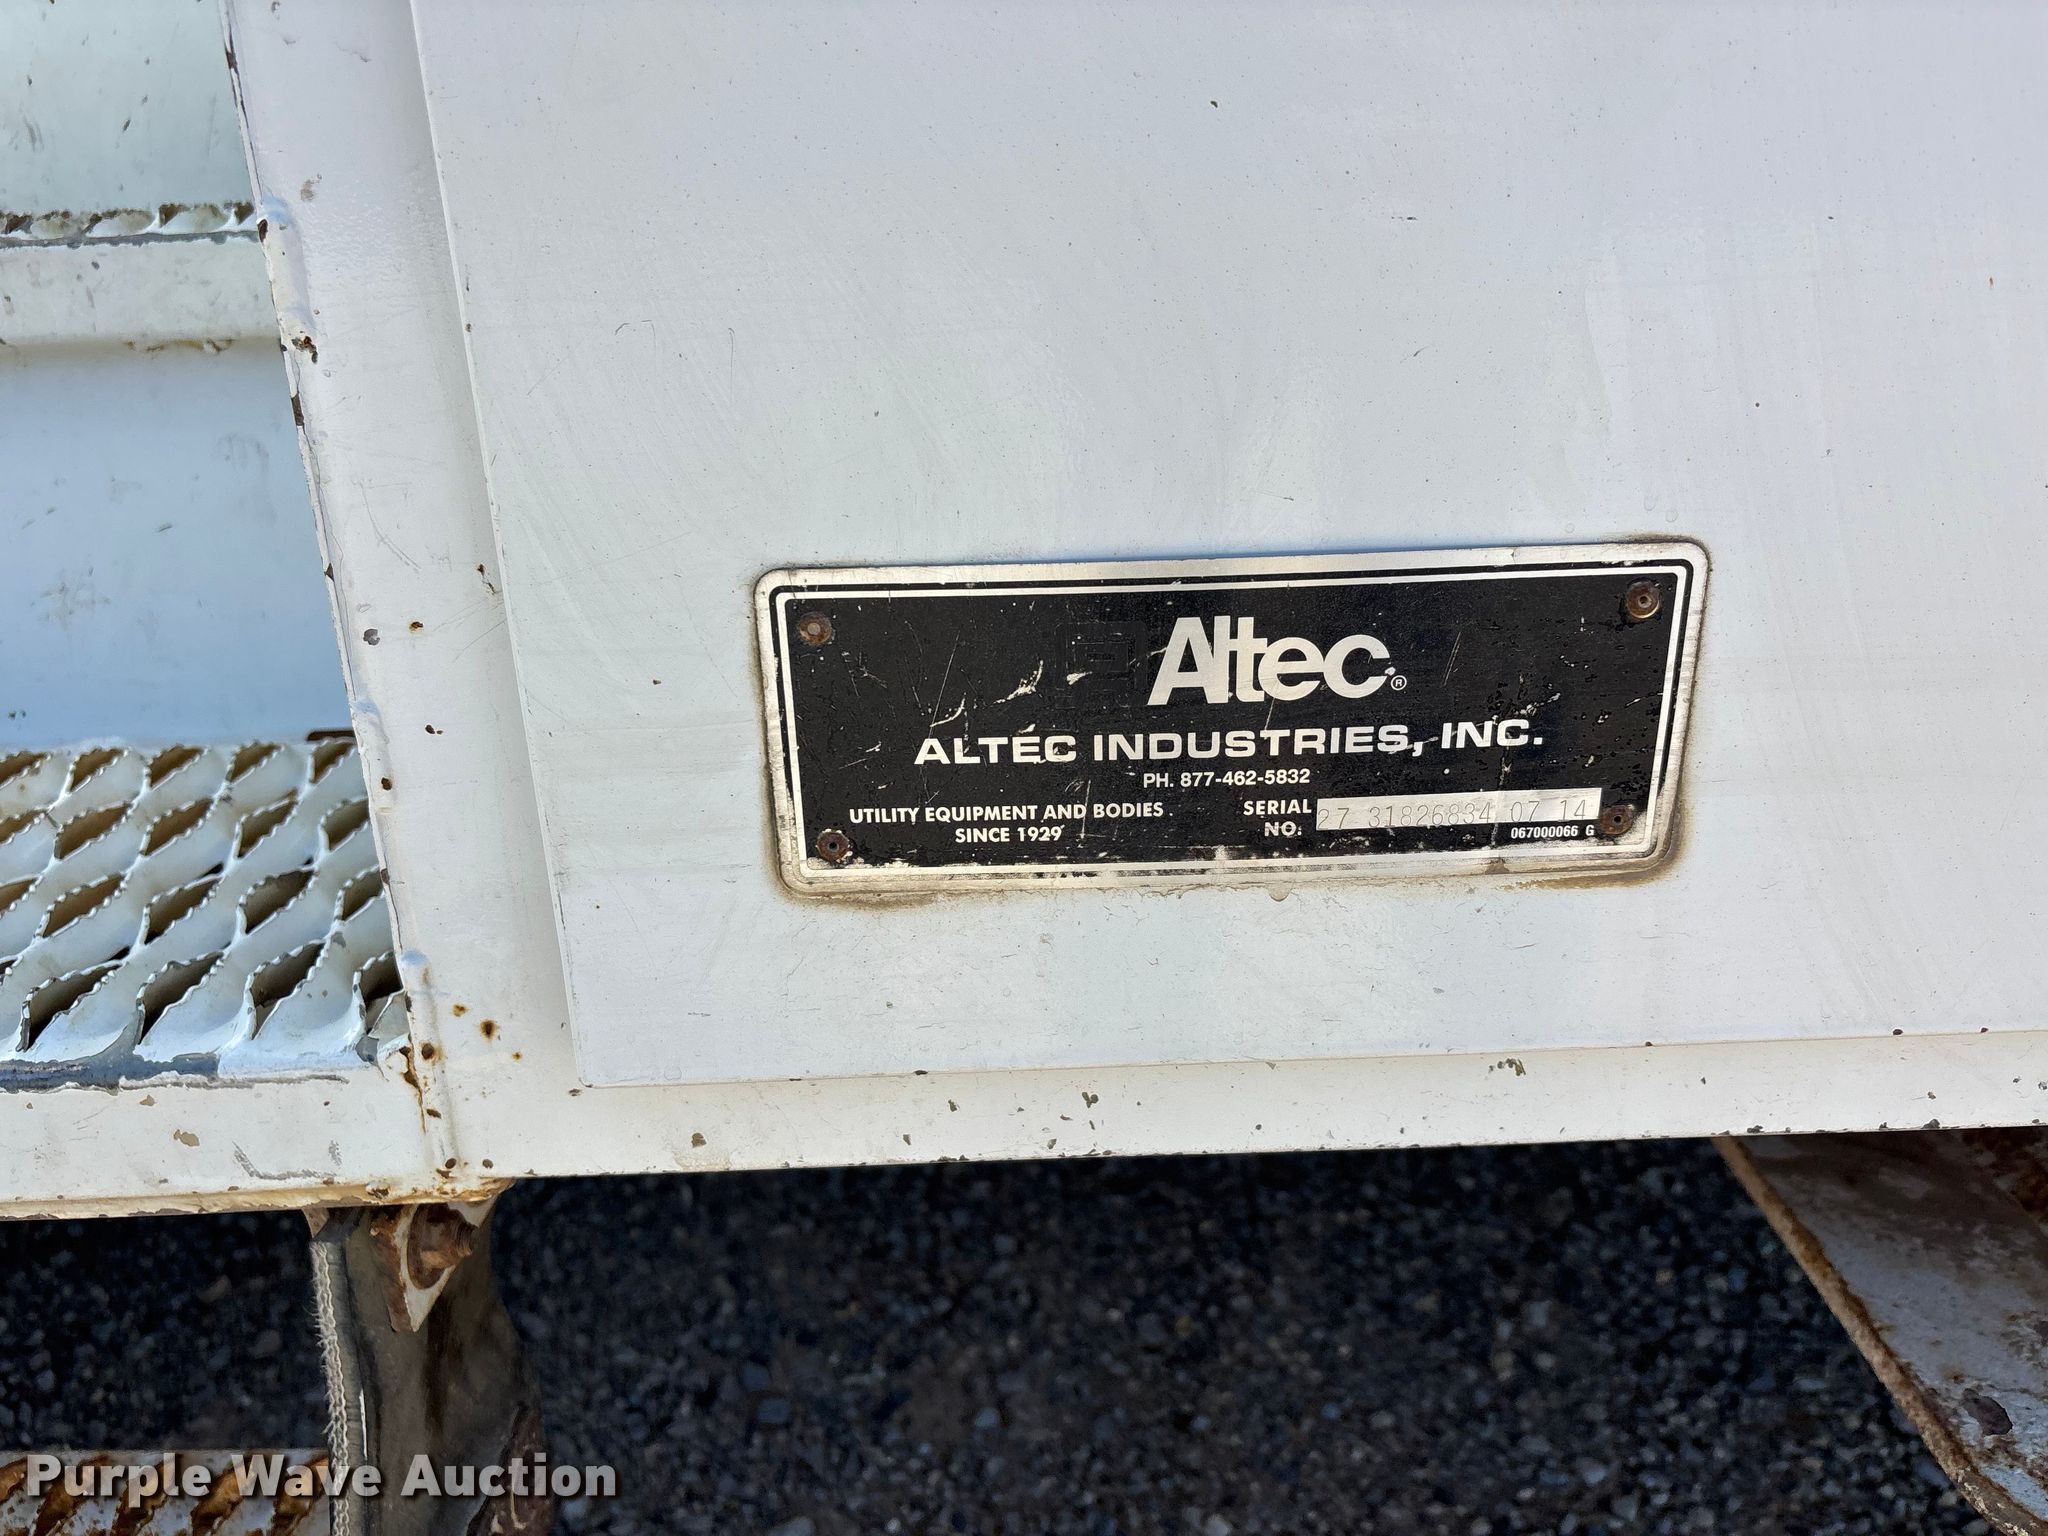 Altec®
ALTEC INDUSTRIES, INC.
PH. 877-462-5832
UTILITY EQUIPMENT AND BODIES
SINCE 1929
SERIAL
NO. 27 31826834 07 14
067000066 G
Purple Wave Auction